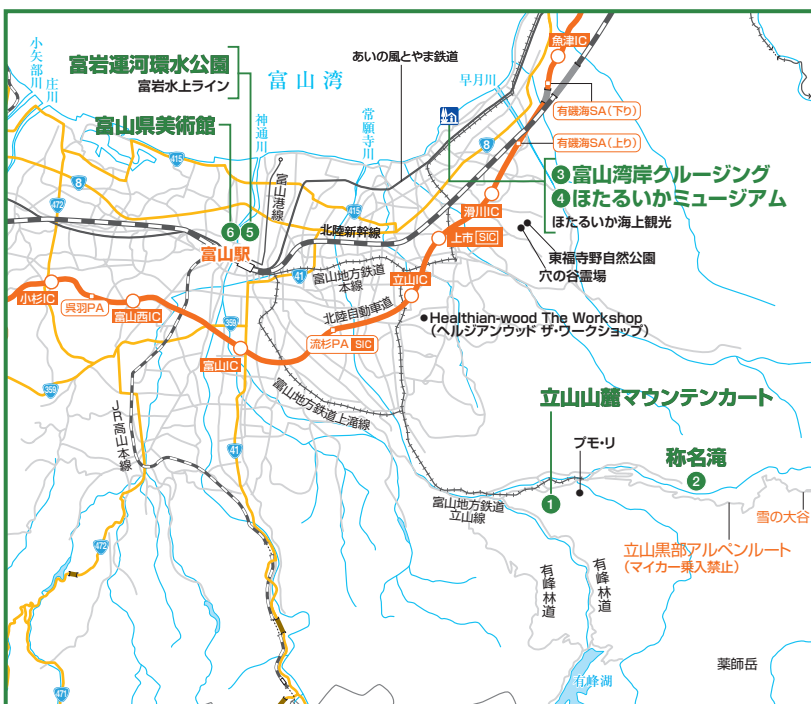 魚津IC
小矢部川
庄川
富岩運河環水公園
富岩水上ライン
富山湾
あいの風とやま鉄道
早月川
有磯海SA(下り)
富山県美術館
神通川
常願寺川
有磯海SA(上り)
8
415
8
富山港線
415
472
③富山湾岸クルージング
④ほたるいかミュージアム
ほたるいか海上観光
滑川IC
⑥ ⑤
北陸新幹線
上市 SIC
富山駅
東福寺野自然公園
穴の谷霊場
41
富山地方鉄道
本線
立山IC
小杉IC
呉羽PA
富山西IC
北陸自動車道
359
Healthian-wood The Workshop
(ヘルジアンウッド ザ・ワークショップ)
流杉PA SIC
富山IC
359
富山地方鉄道上滝線
立山山麓マウンテンカート
JR高山本線
41
プモ・リ
称名滝
②
①
富山地方鉄道
立山線
雪の大谷
472
立山黒部アルペンルート
(マイカー乗入禁止)
有峰林道
有峰林道
薬師岳
有峰湖
471